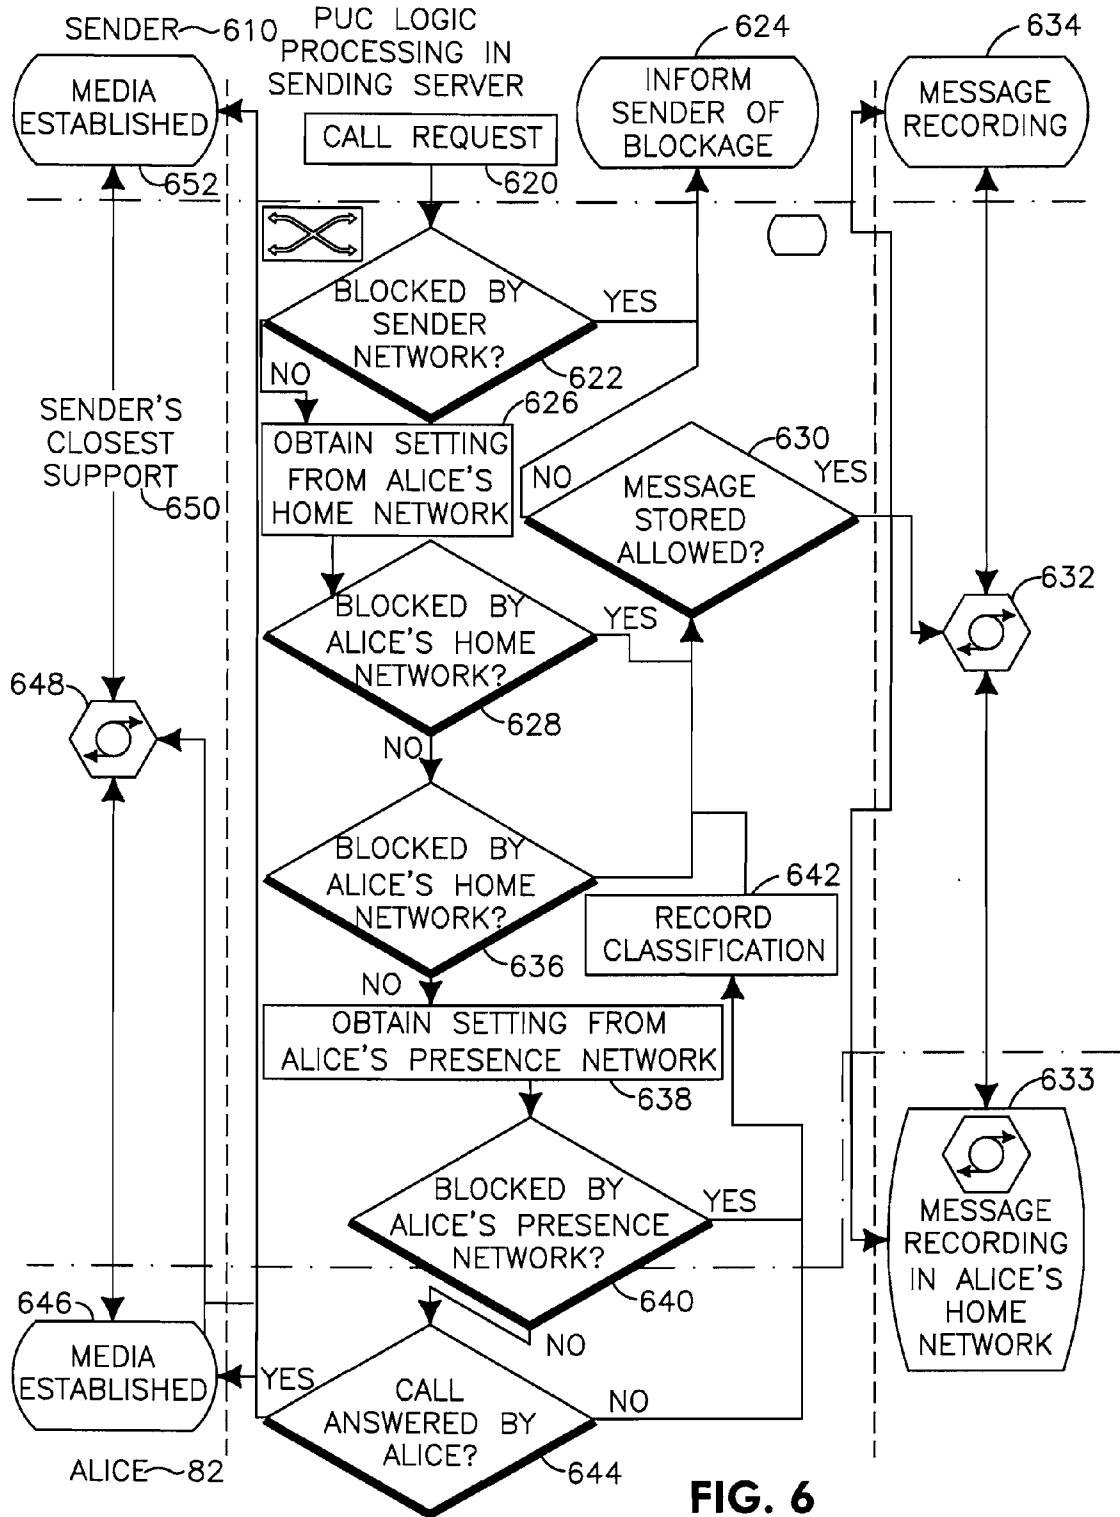 SENDER 610
PUC LOGIC
PROCESSING IN
SENDING SERVER
624
634
MEDIA
ESTABLISHED
652
CALL REQUEST
620
INFORM
SENDER OF
BLOCKAGE
MESSAGE
RECORDING
BLOCKED BY
SENDER
NETWORK?
YES
NO
622
626
SENDER'S
CLOSEST
SUPPORT
650
OBTAIN SETTING
FROM ALICE'S
HOME NETWORK
630
NO
YES
MESSAGE
STORED
ALLOWED?
632
BLOCKED BY
ALICE'S HOME
NETWORK?
YES
628
NO
648
BLOCKED BY
ALICE'S HOME
NETWORK?
636
NO
642
RECORD
CLASSIFICATION
OBTAIN SETTING FROM
ALICE'S PRESENCE NETWORK
638
633
BLOCKED BY
ALICE'S PRESENCE
NETWORK?
YES
640
NO
MESSAGE
RECORDING
IN ALICE'S
HOME
NETWORK
646
MEDIA
ESTABLISHED
YES
CALL
ANSWERED BY
ALICE?
NO
644
ALICE 82
FIG. 6